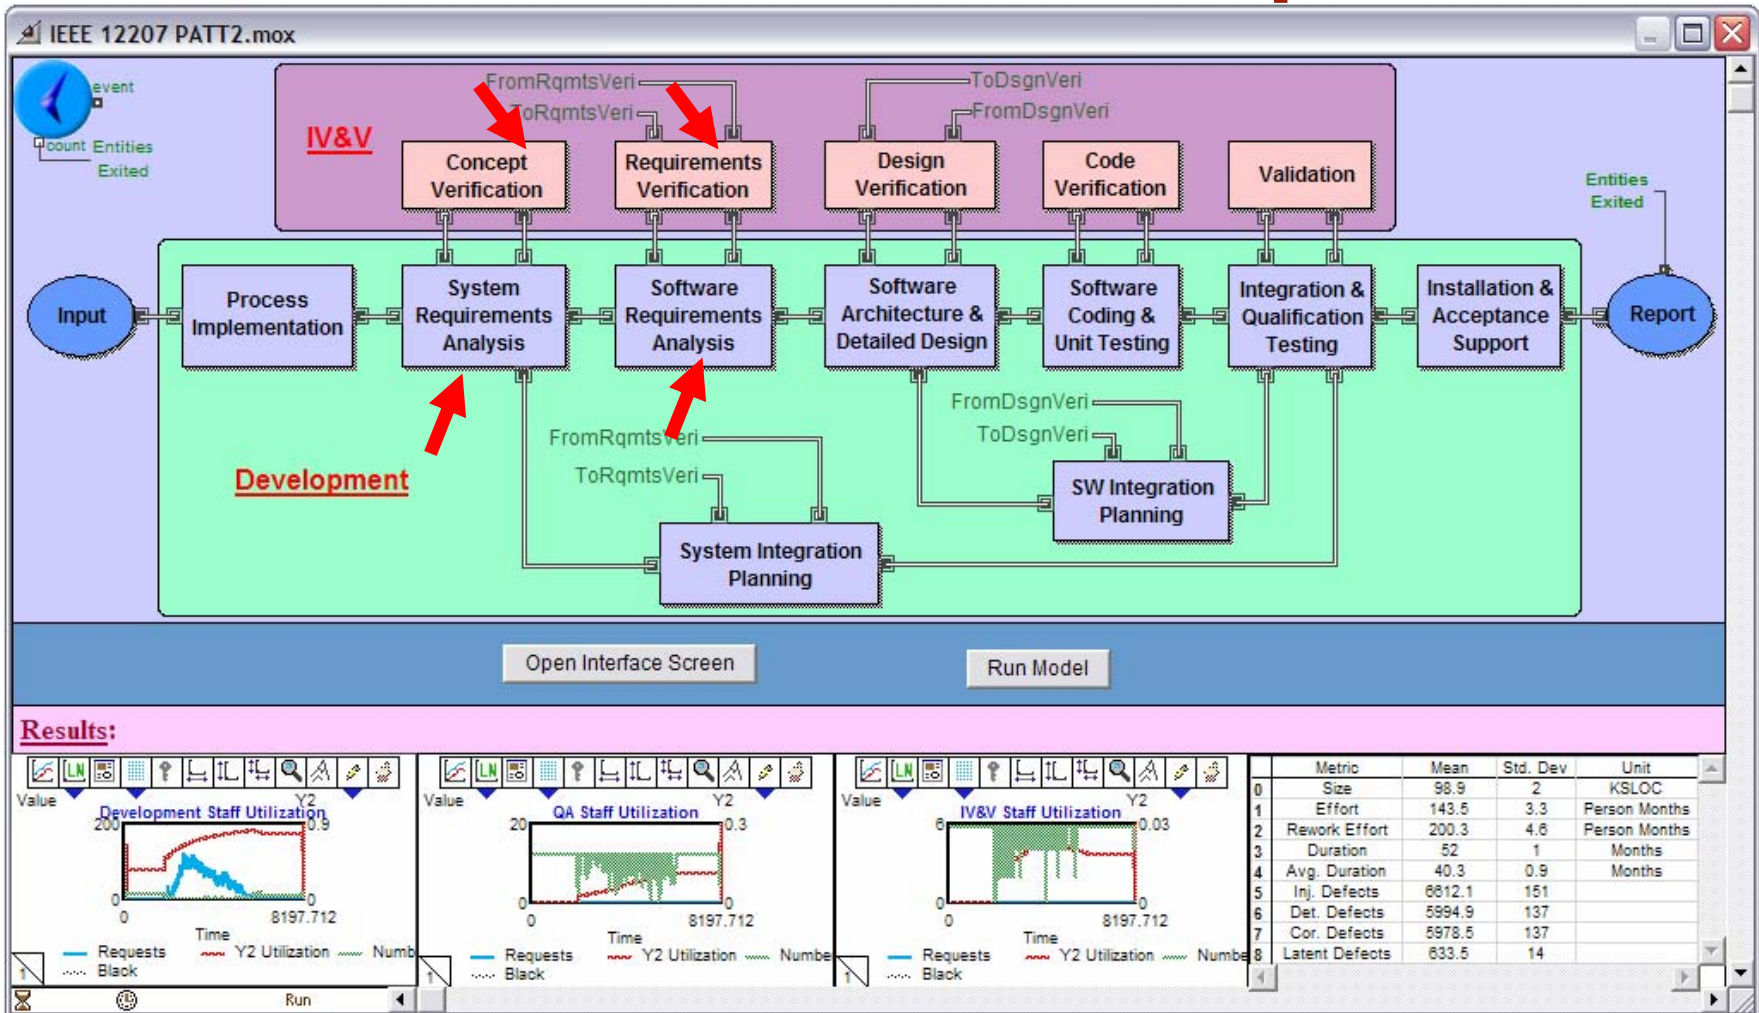 IEEE 12207 PATT2.mox
event
count Entities
Exited
IV&V
FromRqmtsVeri
ToRqmtsVeri
ToDsgnVeri
FromDsgnVeri
Concept
Verification
Requirements
Verification
Design
Verification
Code
Verification
Validation
Entities
Exited
Input
Process
Implementation
System
Requirements
Analysis
Software
Requirements
Analysis
Software
Architecture &
Detailed Design
Software
Coding &
Unit Testing
Integration &
Qualification
Testing
Installation &
Acceptance
Support
Report
FromDsgnVeri
ToDsgnVeri
FromRqmtsVeri
ToRqmtsVeri
Development
SW Integration
Planning
System Integration
Planning
Open Interface Screen
Run Model
Results:
LN
Value
Y2
Development Staff Utilization
200
0.9
0
0
0
8197.712
Time
Requests
Y2 Utilization
Numb
Black
1
LN
Value
Y2
QA Staff Utilization
20
0.3
0
0
0
8197.712
Time
Requests
Y2 Utilization
Numbe
Black
1
LN
Value
Y2
IV&V Staff Utilization
6
0.03
0
0
0
8197.712
Time
Requests
Y2 Utilization
Numbe
Black
1
Metric Mean Std. Dev Unit
0 Size 98.9 2 KSLOC
1 Effort 143.5 3.3 Person Months
2 Rework Effort 200.3 4.6 Person Months
3 Duration 52 1 Months
4 Avg. Duration 40.3 0.9 Months
5 Inj. Defects 6612.1 151
6 Det. Defects 5994.9 137
7 Cor. Defects 5978.5 137
8 Latent Defects 633.5 14
Run